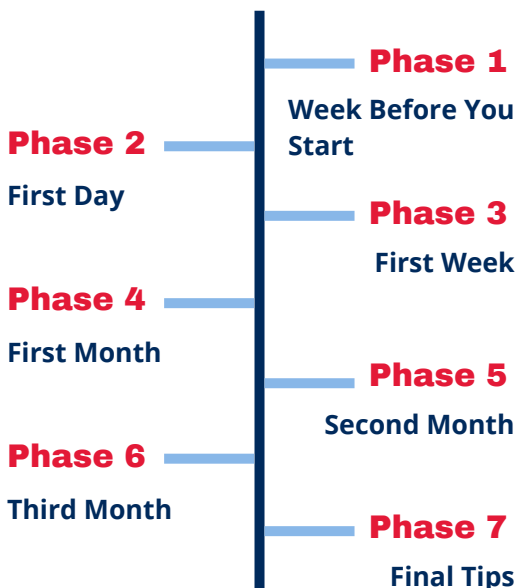 Phase 1
Week Before You
Start
Phase 2
First Day
Phase 3
First Week
Phase 4
First Month
Phase 5
Second Month
Phase 6
Third Month
Phase 7
Final Tips